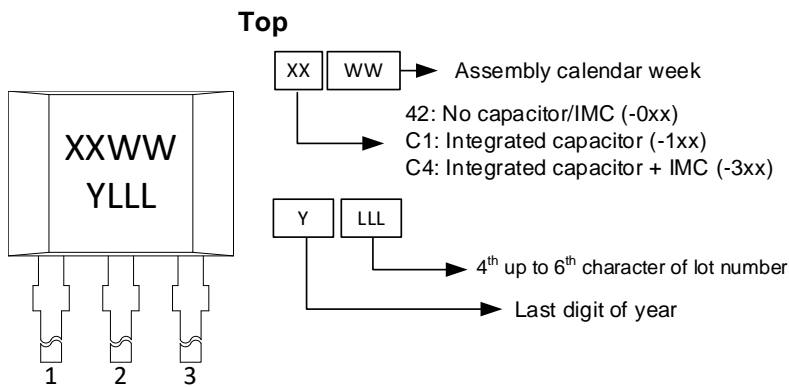 Top
XX WW Assembly calendar week
42: No capacitor/IMC (-0xx)
C1: Integrated capacitor (-1xx)
C4: Integrated capacitor + IMC (-3xx)
XXWW
YLLL
Y LLL
4th up to 6th character of lot number
Last digit of year
1 2 3